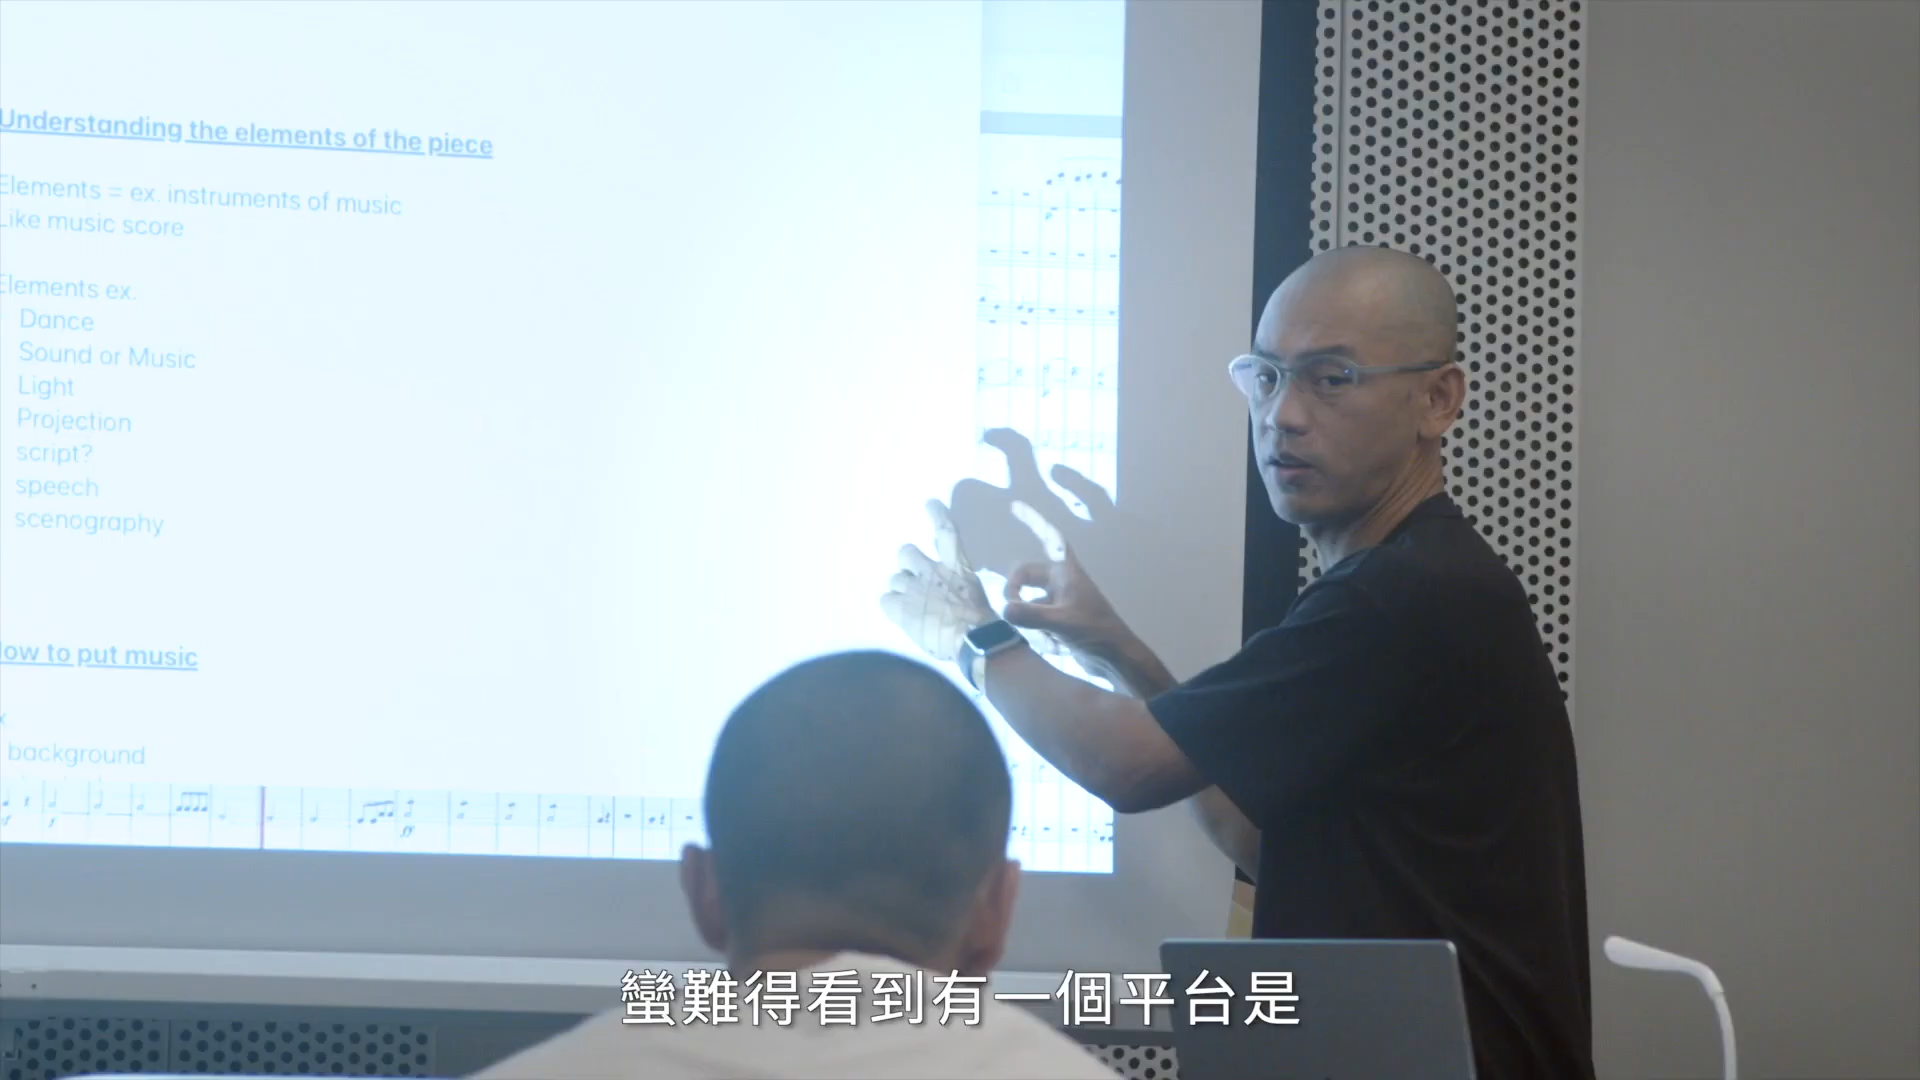 Understanding the elements of the piece
Elements = ex. instruments of music
Like music score
Elements ex.
Dance
Sound or Music
Light
Projection
script?
speech
scenography
to put music
background
ff
蠻難得看到有一個平台是